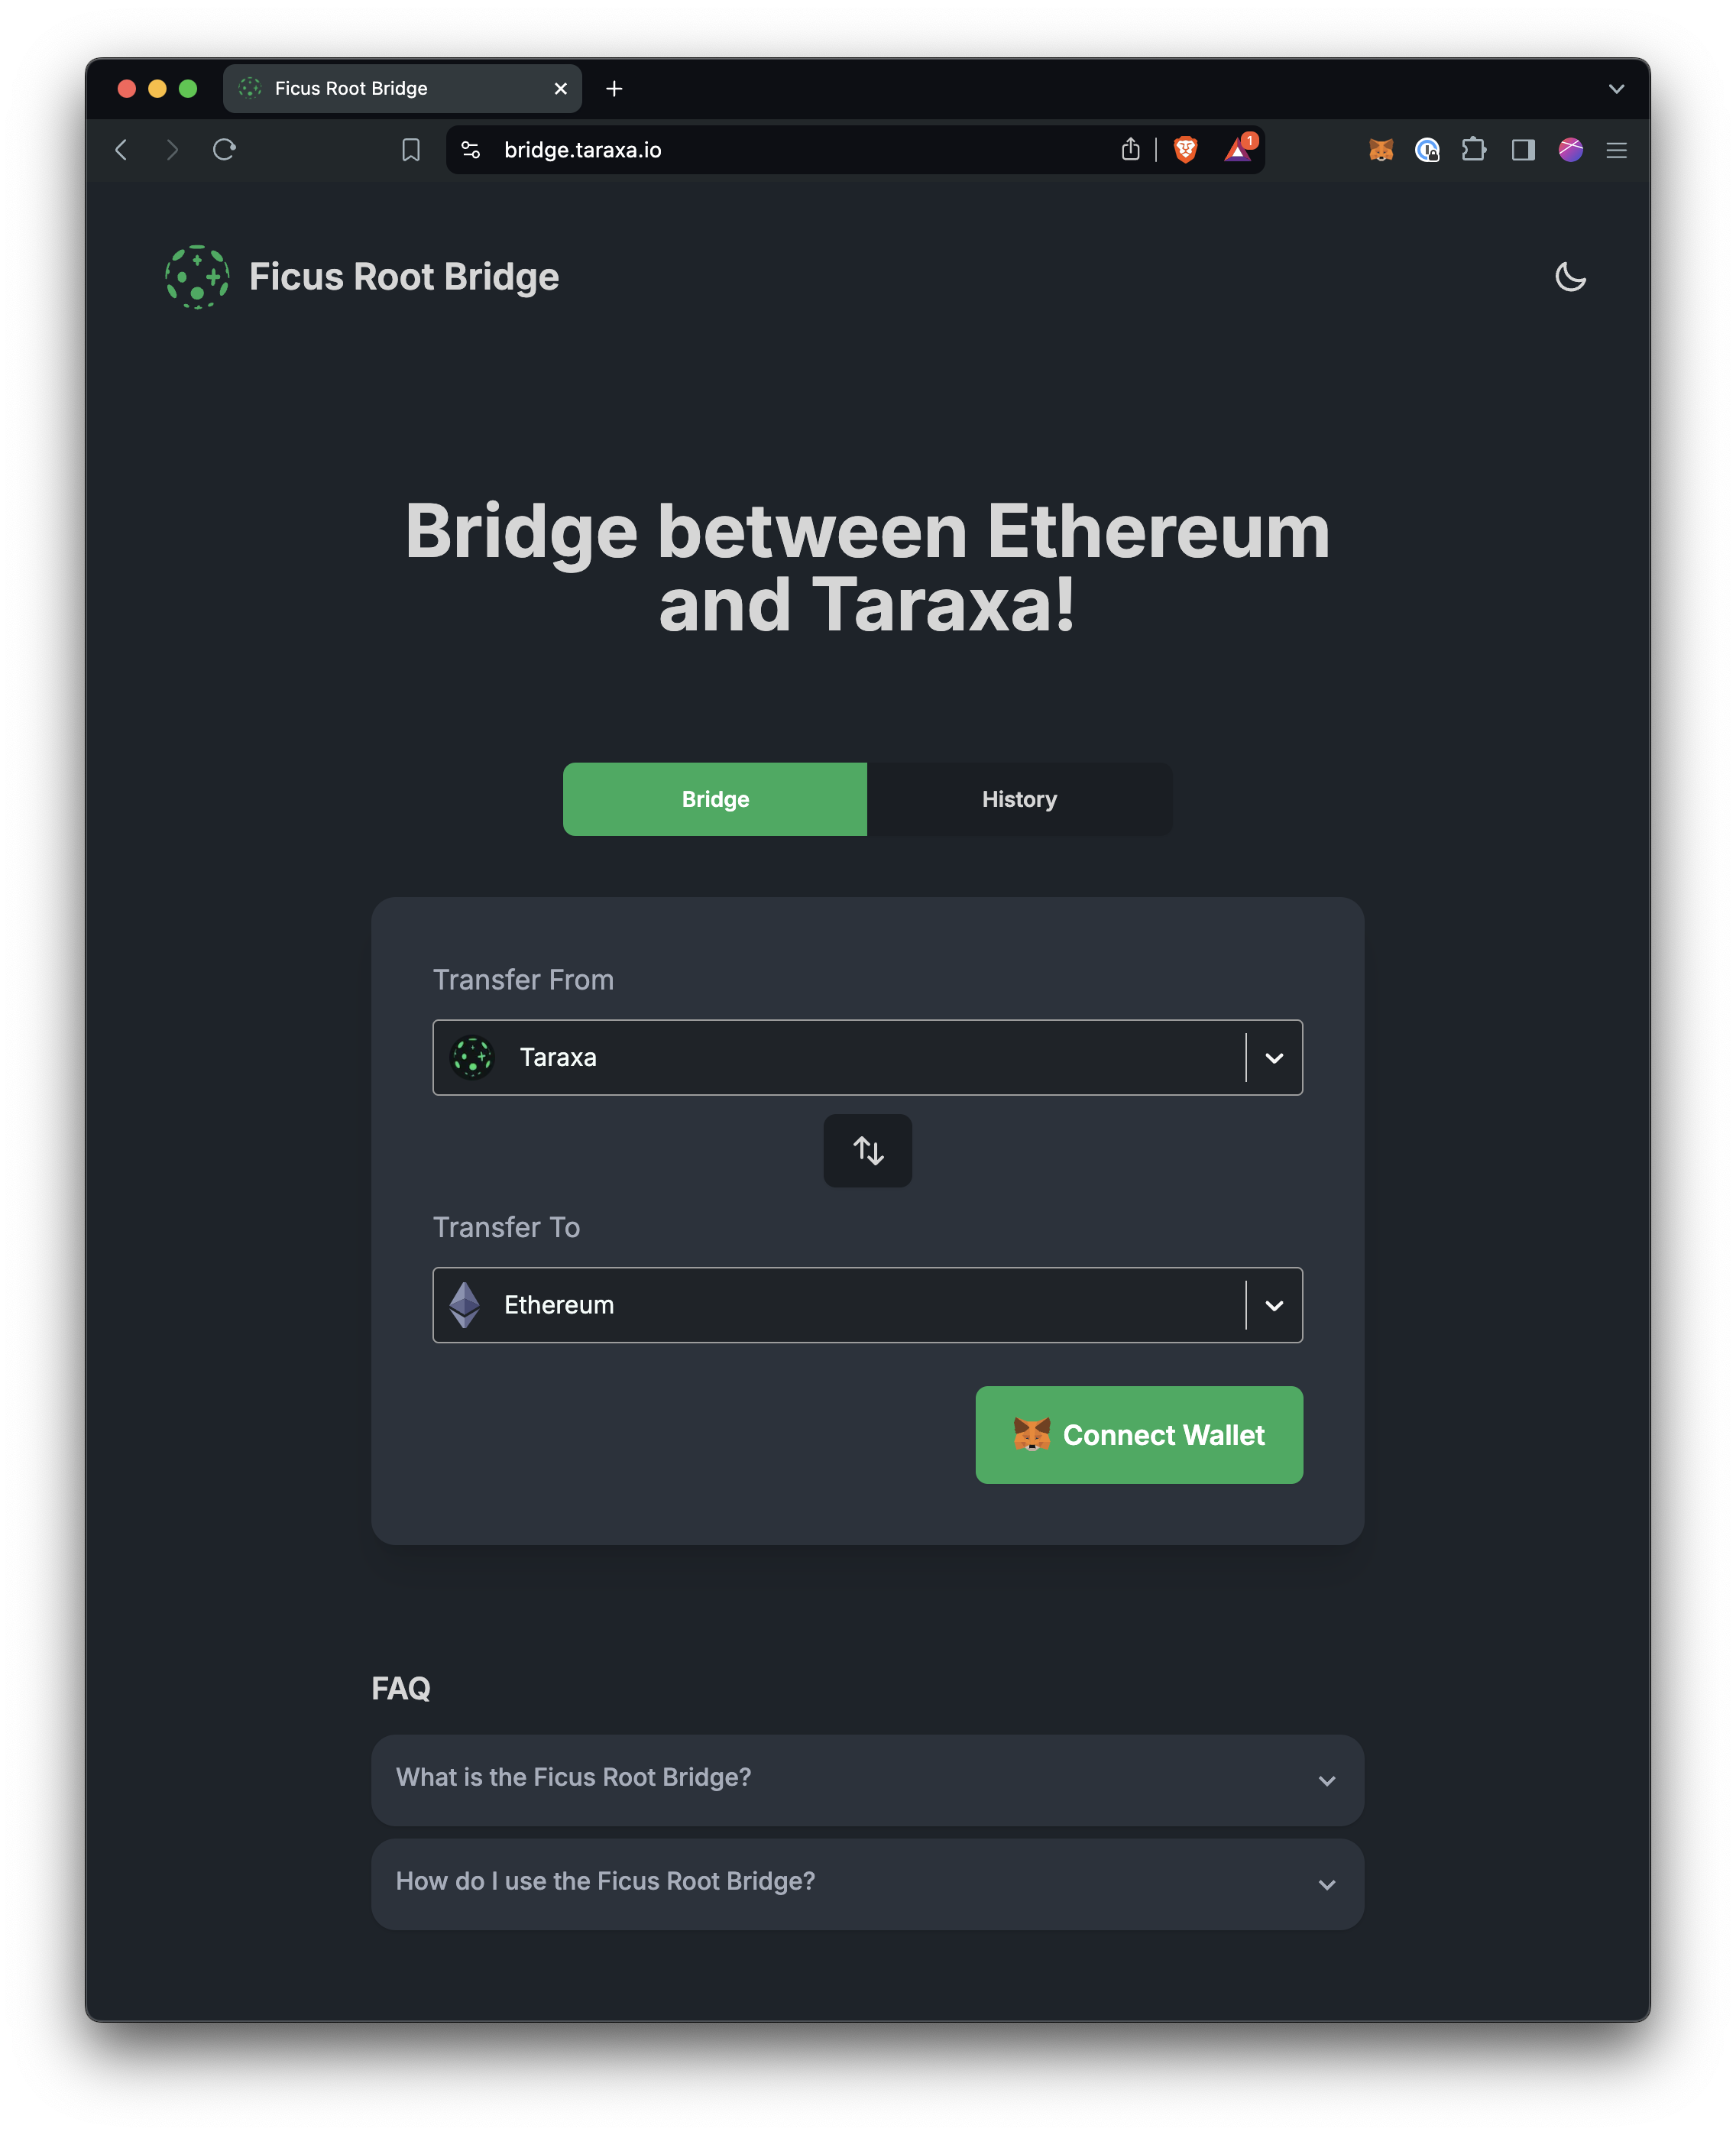 Ficus Root Bridge
bridge.taraxa.io
1
Ficus Root Bridge
Bridge between Ethereum
and Taraxa!
Bridge
History
Transfer From
Taraxa
Transfer To
Ethereum
Connect Wallet
FAQ
What is the Ficus Root Bridge?
How do I use the Ficus Root Bridge?